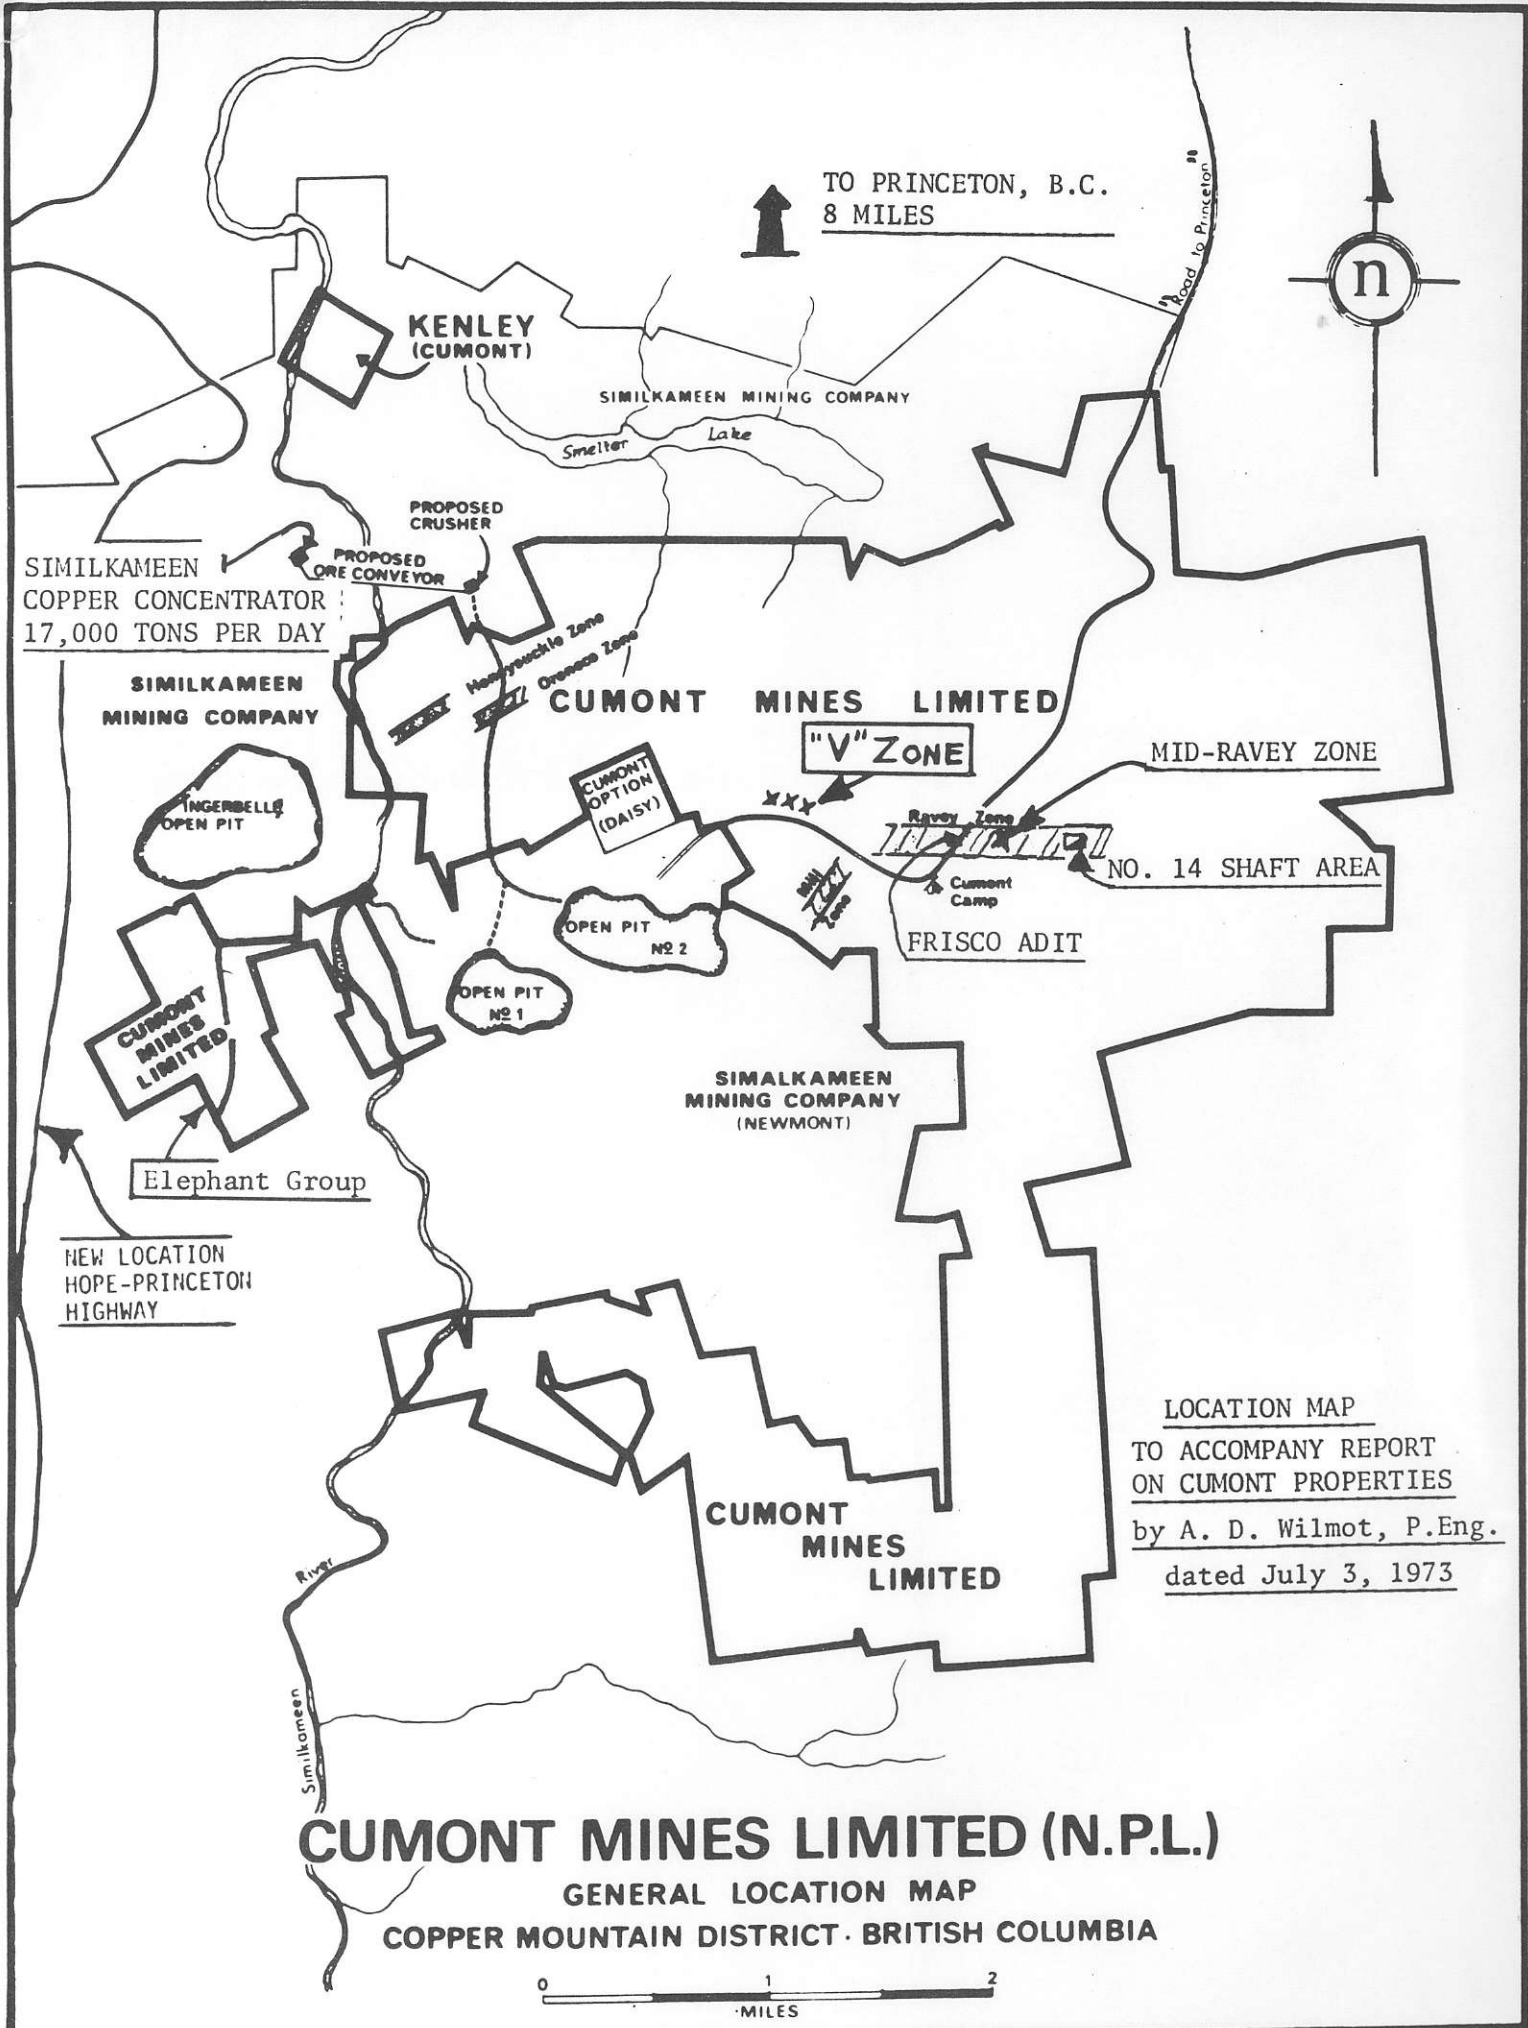 TO PRINCETON, B.C.
8 MILES
"Road to Princeton"
n
KENLEY
(CUMONT)
SIMILKAMEEN MINING COMPANY
Smelter Lake
PROPOSED
CRUSHER
PROPOSED
ORE CONVEYOR
SIMILKAMEEN
COPPER CONCENTRATOR
17,000 TONS PER DAY
Honeysuckle Zone
Oronoco Zone
SIMILKAMEEN
MINING COMPANY
CUMONT MINES LIMITED
"V" ZONE
MID-RAVEY ZONE
CUMONT
OPTION
(DAISY)
INGERBELLE
OPEN PIT
Ravey Zone
NO. 14 SHAFT AREA
Mill
Zone
Cumont
Camp
OPEN PIT
Nº 2
FRISCO ADIT
OPEN PIT
Nº 1
CUMONT
MINES
LIMITED
SIMALKAMEEN
MINING COMPANY
(NEWMONT)
Elephant Group
NEW LOCATION
HOPE-PRINCETON
HIGHWAY
LOCATION MAP
TO ACCOMPANY REPORT
ON CUMONT PROPERTIES
by A. D. Wilmot, P.Eng.
dated July 3, 1973
CUMONT
MINES
LIMITED
River
Similkameen
CUMONT MINES LIMITED (N.P.L.)
GENERAL LOCATION MAP
COPPER MOUNTAIN DISTRICT · BRITISH COLUMBIA
0 1 2
MILES